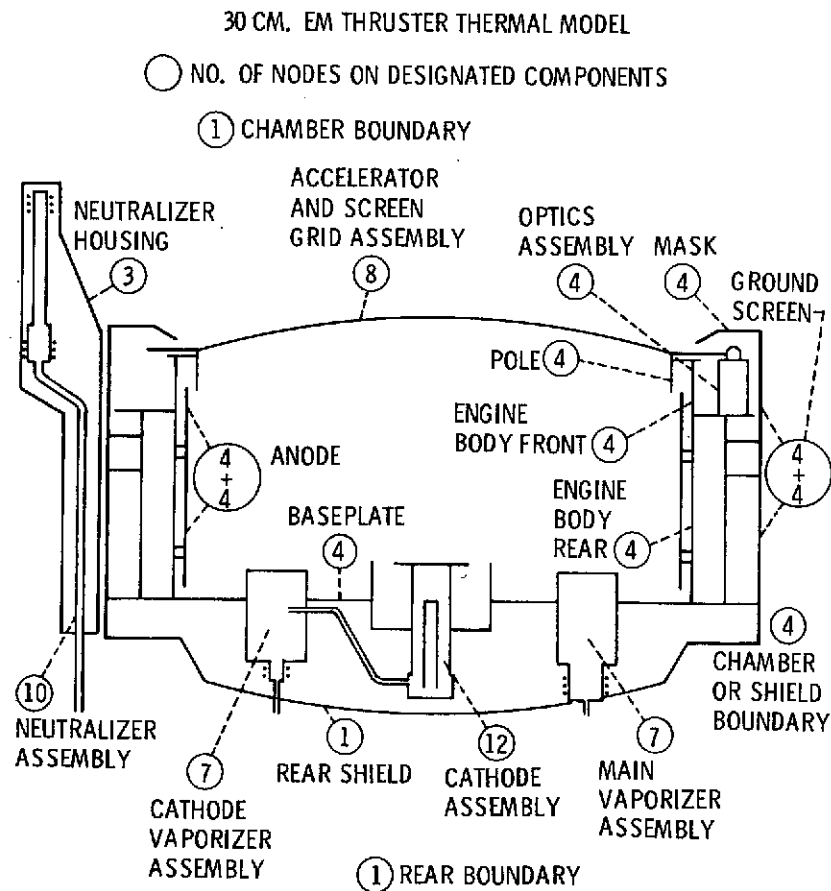 30 CM. EM THRUSTER THERMAL MODEL
NO. OF NODES ON DESIGNATED COMPONENTS
1 CHAMBER BOUNDARY
NEUTRALIZER
HOUSING
3
ACCELERATOR
AND SCREEN
GRID ASSEMBLY
8
OPTICS
ASSEMBLY
4
MASK
4
GROUND
SCREEN
4
+
4
POLE 4
ENGINE
BODY FRONT 4
ANODE
4
+
4
BASEPLATE
4
ENGINE
BODY
REAR 4
4
CHAMBER
OR SHIELD
BOUNDARY
10
NEUTRALIZER
ASSEMBLY
7
CATHODE
VAPORIZER
ASSEMBLY
1
REAR SHIELD
12
CATHODE
ASSEMBLY
7
MAIN
VAPORIZER
ASSEMBLY
1 REAR BOUNDARY